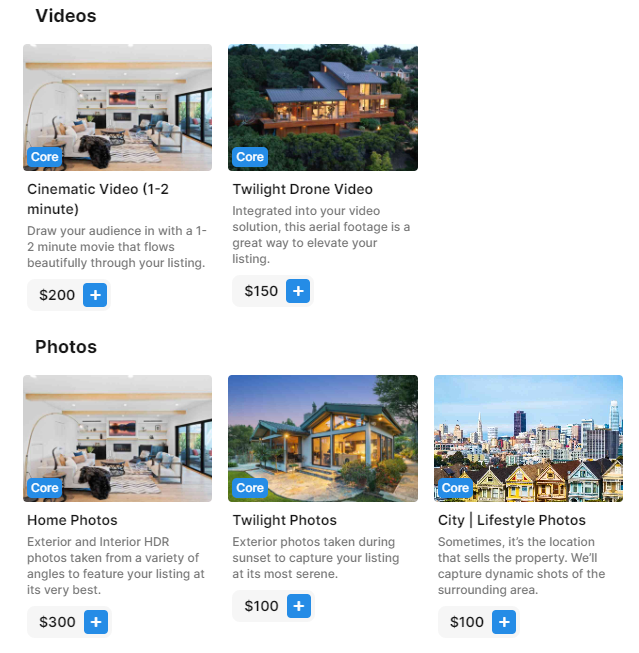 Videos
Core
Core
Cinematic Video (1-2
minute)
Draw your audience in with a 1-
2 minute movie that flows
beautifully through your listing.
$200 +
Twilight Drone Video
Integrated into your video
solution, this aerial footage is a
great way to elevate your
listing.
$150 +
Photos
Core
Core
Core
Home Photos
Exterior and Interior HDR
photos taken from a variety of
angles to feature your listing at
its very best.
$300 +
Twilight Photos
Exterior photos taken during
sunset to capture your listing
at its most serene.
$100 +
City | Lifestyle Photos
Sometimes, it’s the location
that sells the property. We’ll
capture dynamic shots of the
surrounding area.
$100 +